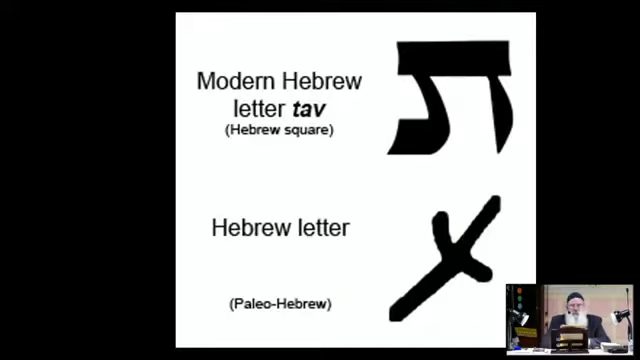 Modern Hebrew
letter tav
(Hebrew square)
ת
Hebrew letter
(Paleo-Hebrew)